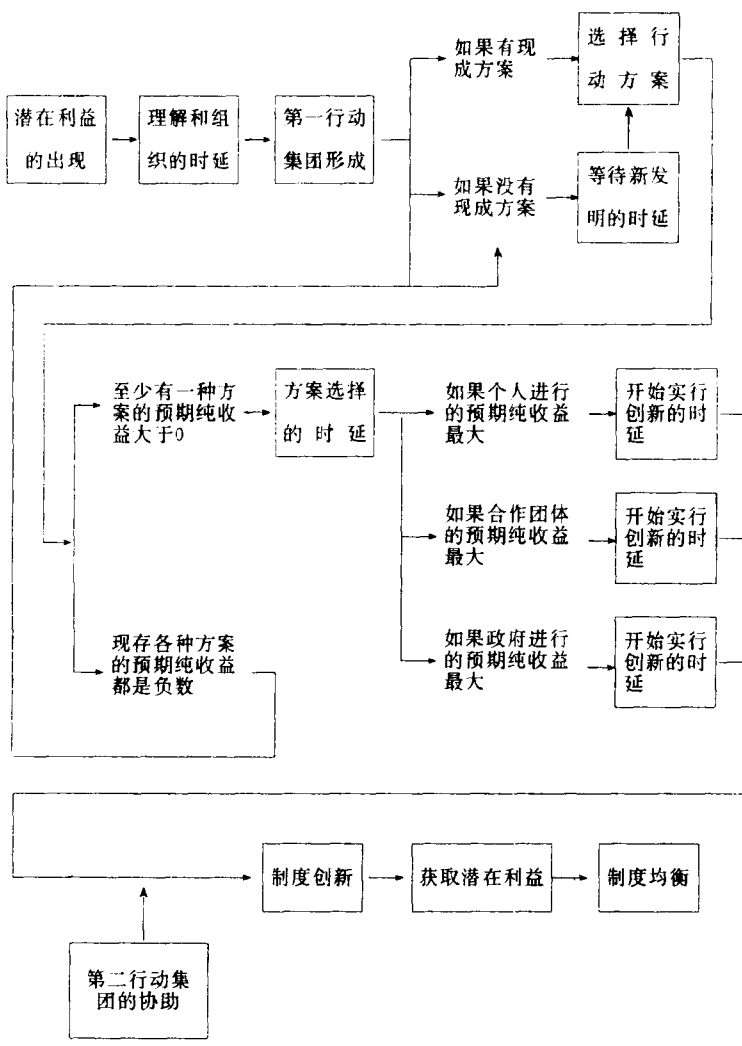 潜在利益
的出现
理解和组
织的时延
第一行动
集团形成
如果有现
成方案
选择行
动方案
如果没有
现成方案
等待新发
明的时延
至少有一种方
案的预期纯收
益大于0
方案选择
的时延
如果个人进行
的预期纯收益
最大
开始实行
创新的时
延
如果合作团体
的预期纯收益
最大
开始实行
创新的时
延
现存各种方案
的预期纯收益
都是负数
如果政府进行
的预期纯收益
最大
开始实行
创新的时
延
制度创新
获取潜在利益
制度均衡
第二行动集
团的协助